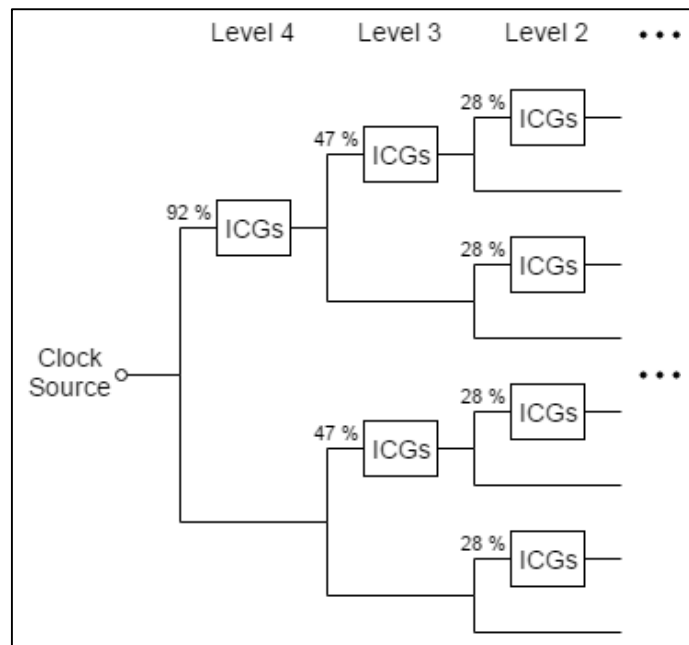 Level 4 Level 3 Level 2 •••
28 %
ICGs
47 %
ICGs
92 %
ICGs
28 %
ICGs
Clock
Source
•••
28 %
ICGs
47 %
ICGs
28 %
ICGs